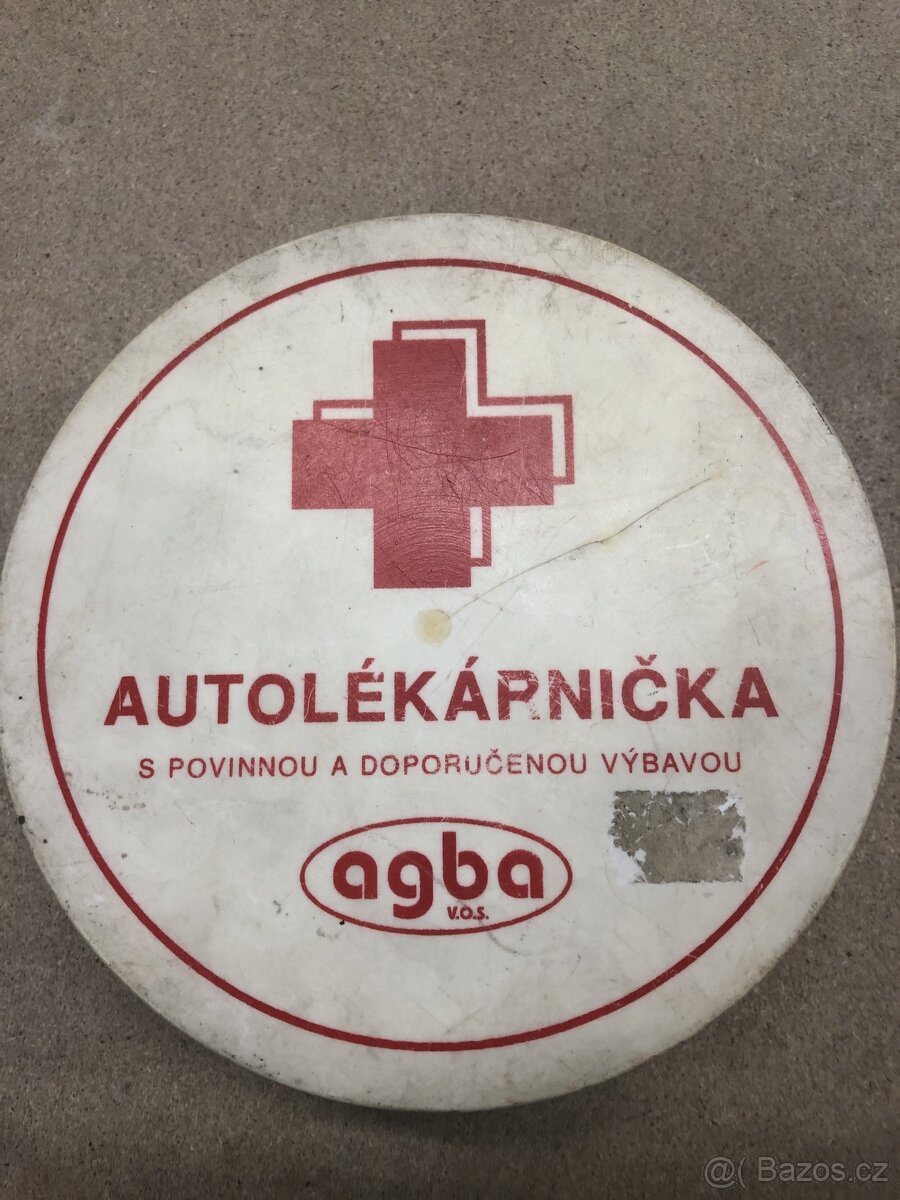 AUTOLÉKÁRNIČKA
S POVINNOU A DOPORUČENOU VÝBAVOU
agba
V.O.S.
@( Bazos.cz